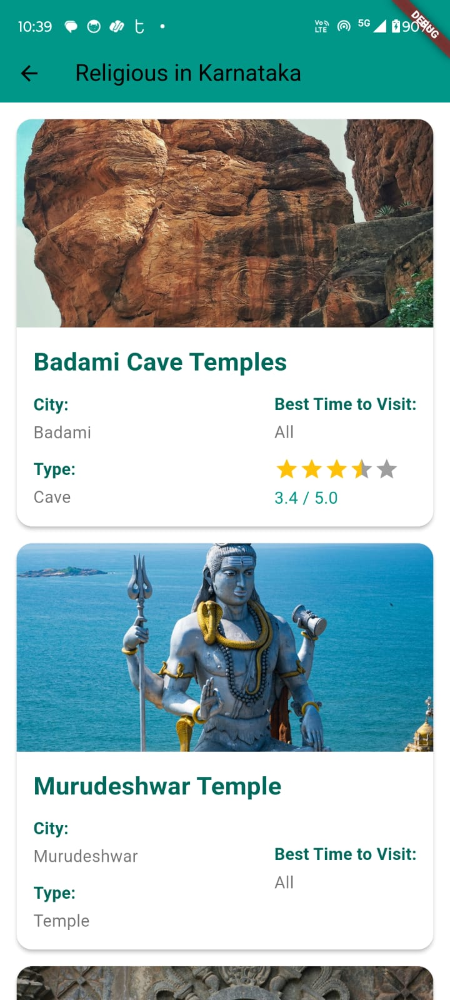 10:39
Vo LTE 5G 90%
DEBUG
Religious in Karnataka
Badami Cave Temples
City:
Badami
Best Time to Visit:
All
Type:
Cave
3.4 / 5.0
Murudeshwar Temple
City:
Murudeshwar
Best Time to Visit:
All
Type:
Temple